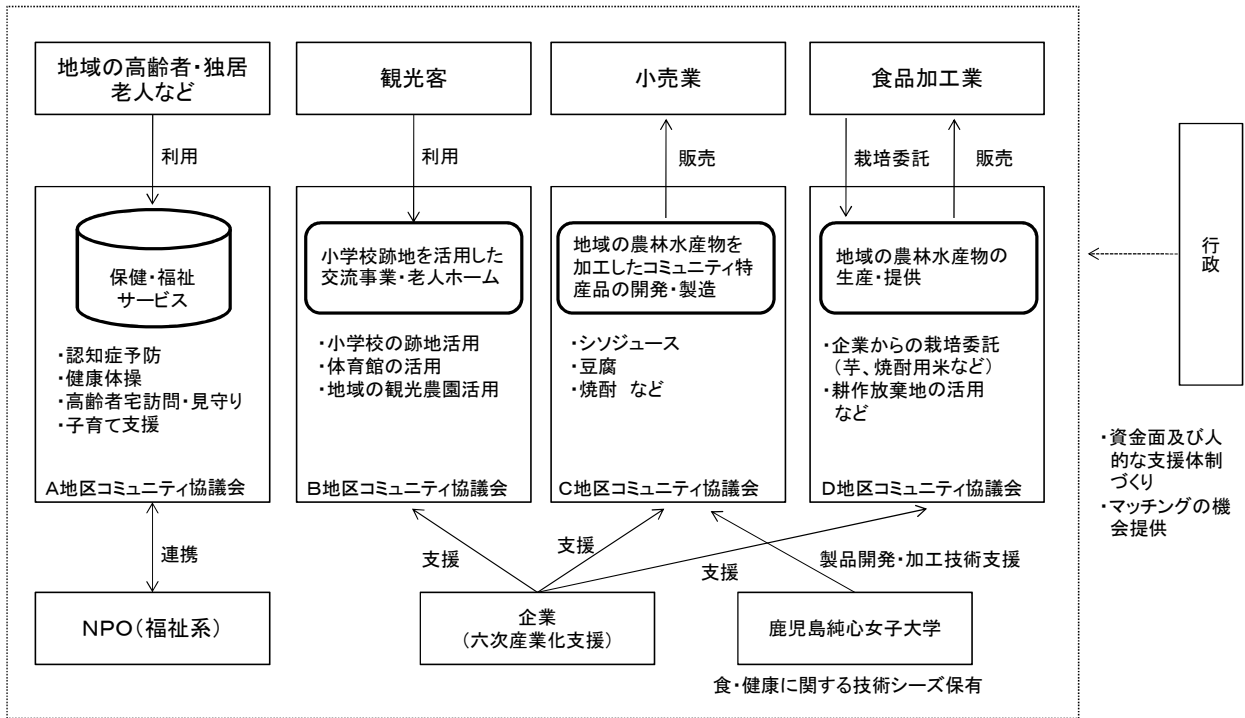 地域の高齢者・独居
老人など
観光客
小売業
食品加工業
利用
利用
販売
栽培委託
販売
保健・福祉
サービス
小学校跡地を活用した
交流事業・老人ホーム
地域の農林水産物を
加工したコミュニティ特
産品の開発・製造
地域の農林水産物の
生産・提供
・認知症予防
・健康体操
・高齢者宅訪問・見守り
・子育て支援
・小学校の跡地活用
・体育館の活用
・地域の観光農園活用
・シソジュース
・豆腐
・焼酎 など
・企業からの栽培委託
(芋、焼酎用米など)
・耕作放棄地の活用
など
A地区コミュニティ協議会
B地区コミュニティ協議会
C地区コミュニティ協議会
D地区コミュニティ協議会
行政
・資金面及び人
的な支援体制
づくり
・マッチングの機
会提供
連携
支援
支援
支援
製品開発・加工技術支援
NPO(福祉系)
企業
(六次産業化支援)
鹿児島純心女子大学
食・健康に関する技術シーズ保有